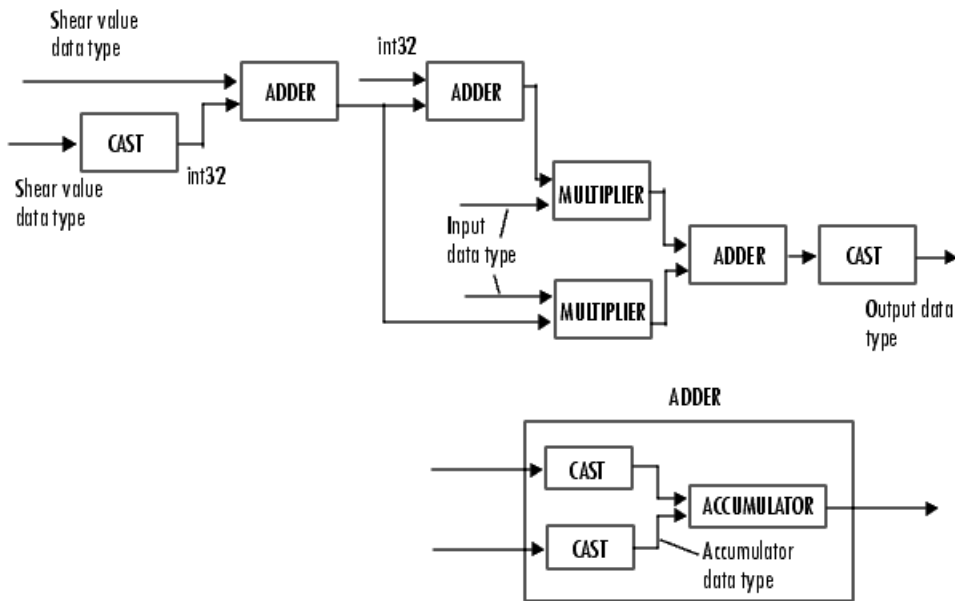 Shear value
data type
int32
ADDER
ADDER
CAST
int32
Shear value
data type
MULTIPLIER
Input
data type
ADDER
CAST
MULTIPLIER
Output data
type
ADDER
CAST
ACCUMULATOR
CAST
Accumulator
data type